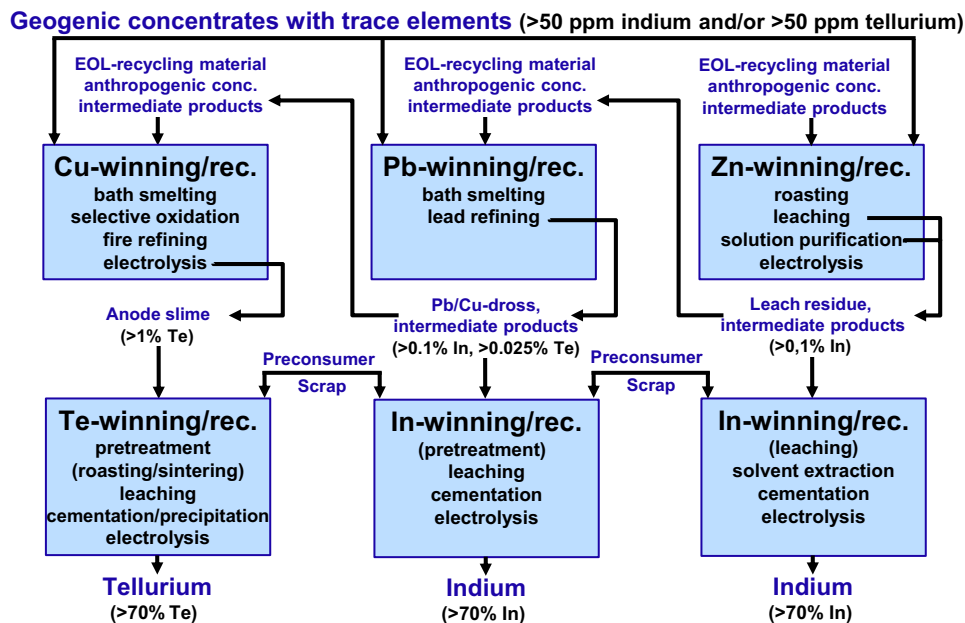 Geogenic concentrates with trace elements (>50 ppm indium and/or >50 ppm tellurium)
EOL-recycling material
anthropogenic conc.
intermediate products
EOL-recycling material
anthropogenic conc.
intermediate products
EOL-recycling material
anthropogenic conc.
intermediate products
Cu-winning/rec.
bath smelting
selective oxidation
fire refining
electrolysis
Pb-winning/rec.
bath smelting
lead refining
Zn-winning/rec.
roasting
leaching
solution purification
electrolysis
Anode slime
(>1% Te)
Pb/Cu-dross,
intermediate products
(>0.1% In, >0.025% Te)
Leach residue,
intermediate products
(>0,1% In)
Preconsumer
Scrap
Preconsumer
Scrap
Te-winning/rec.
pretreatment
(roasting/sintering)
leaching
cementation/precipitation
electrolysis
In-winning/rec.
(pretreatment)
leaching
cementation
electrolysis
In-winning/rec.
(leaching)
solvent extraction
cementation
electrolysis
Tellurium
(>70% Te)
Indium
(>70% In)
Indium
(>70% In)